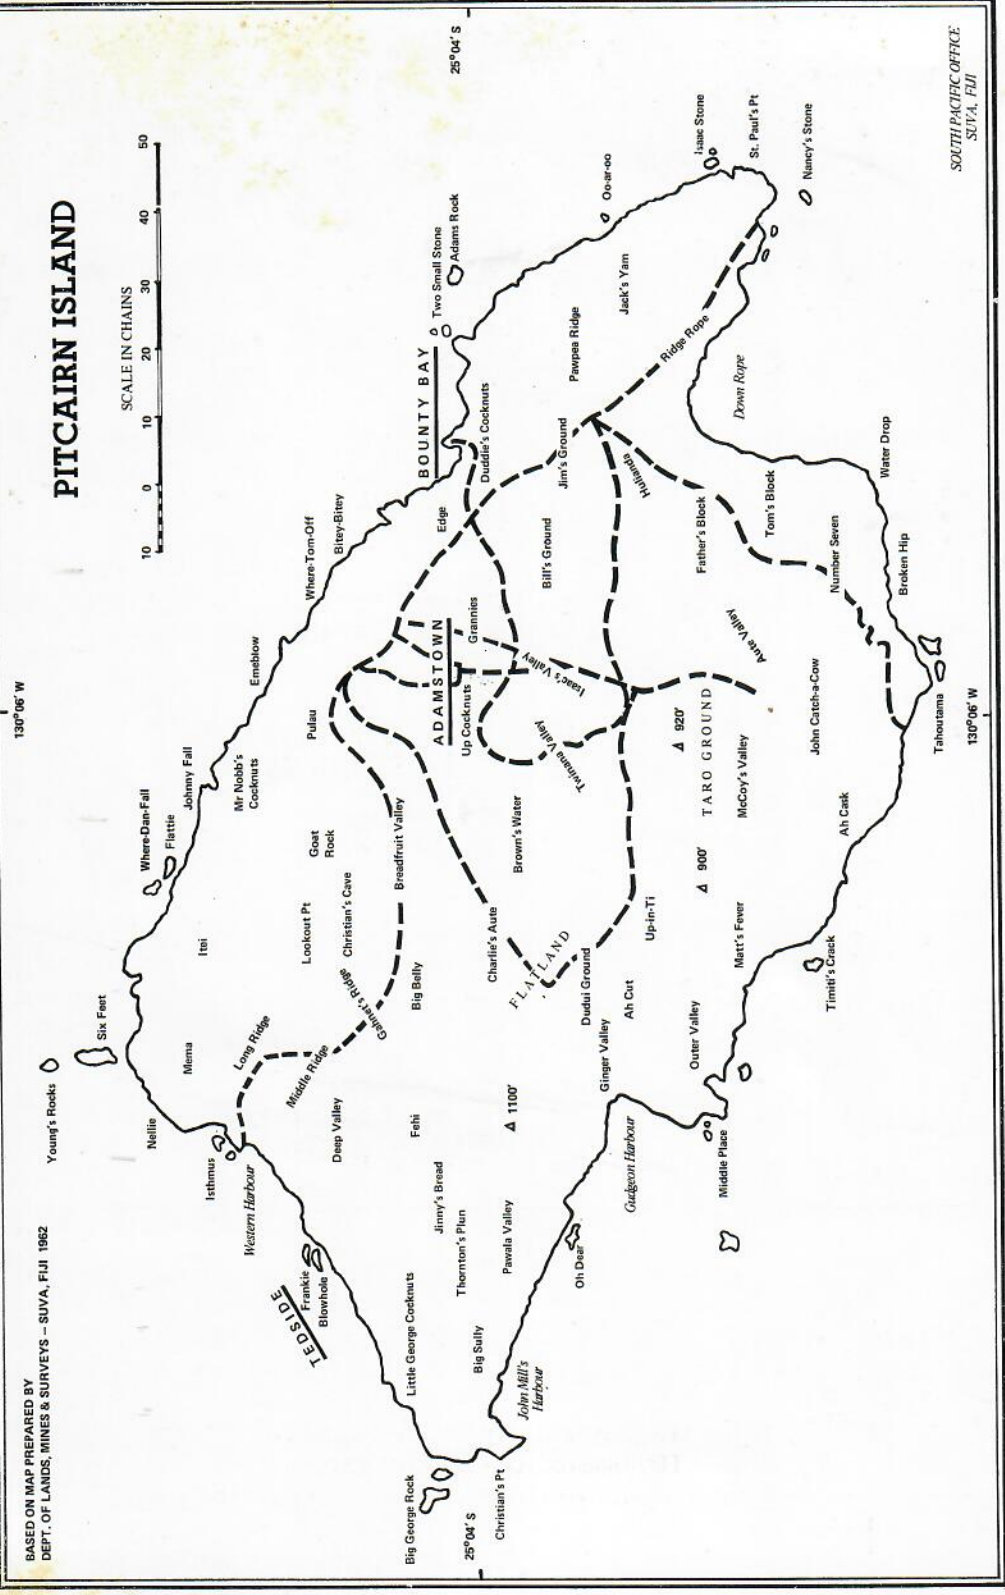 BASED ON MAP PREPARED BY
DEPT. OF LANDS, MINES & SURVEYS – SUVA, FIJI 1962
130°06′ W
PITCAIRN ISLAND
SCALE IN CHAINS
10 0 10 20 30 40 50
Young's Rocks
Six Feet
Where-Dan-Fall
Flattie
Johnny Fall
Nellie
Mema
Itei
Mr Nobb's
Cocknuts
Emeblow
Where-Tom-Off
Bitey-Bitey
Isthmus
Western Harbour
Long Ridge
Middle Ridge
Lookout Pt
Goat
Rock
Pulau
TEDSIDE
Frankie
Blowhole
Deep Valley
Gahnet's Ridge
Christian's Cave
Breadfruit Valley
Big George Rock
Little George Cocknuts
Fehi
Big Belly
ADAMSTOWN
Edge
BOUNTY BAY
Two Small Stone
Adams Rock
25°04′ S
Jinny's Bread
Thornton's Plun
Up Cocknuts
Grannies
Duddie's Cocknuts
25°04′ S
Big Sully
Charlie's Aute
Christian's Pt
John Mill's
Harbour
Pawala Valley
1100′
FLATLAND
Brown's Water
Twinana Valley
Isaac's Valley
Bill's Ground
Jim's Ground
Pawpea Ridge
Oh Dear
Dudui Ground
Ginger Valley
Gudgeon Harbour
Ah Cut
Up-in-Ti
Hulianda
Jack's Yam
Oo-ar-oo
Outer Valley
900′
920′
TARO GROUND
Father's Block
Ridge Rope
Isaac Stone
Middle Place
Matt's Fever
McCoy's Valley
Aute Valley
Tom's Block
Down Rope
St. Paul's Pt
Nancy's Stone
Timiti's Crack
Ah Cask
John Catch-a-Cow
Number Seven
Water Drop
Broken Hip
Tahoutama
130°06′ W
SOUTH PACIFIC OFFICE
SUVA, FIJI